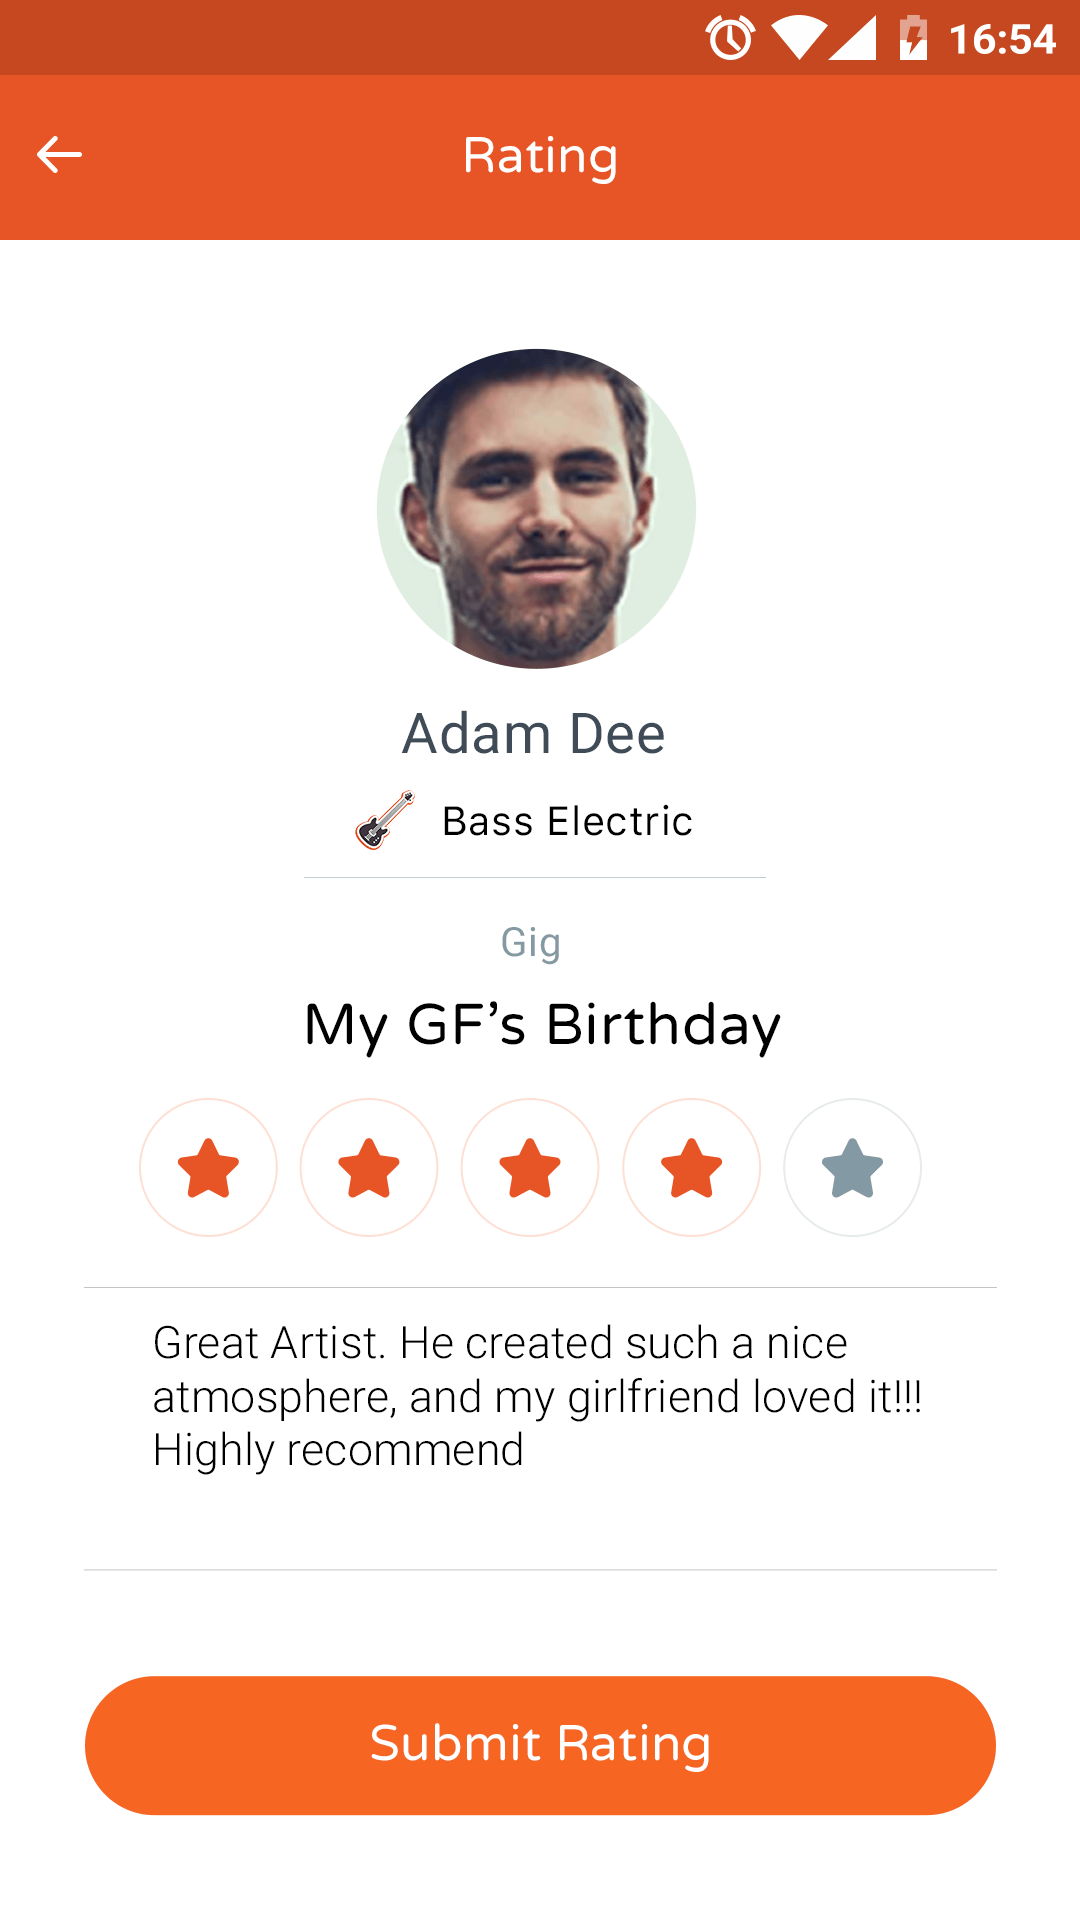 16:54
Rating
Adam Dee
Bass Electric
Gig
My GF’s Birthday
Great Artist. He created such a nice
atmosphere, and my girlfriend loved it!!!
Highly recommend
Submit Rating